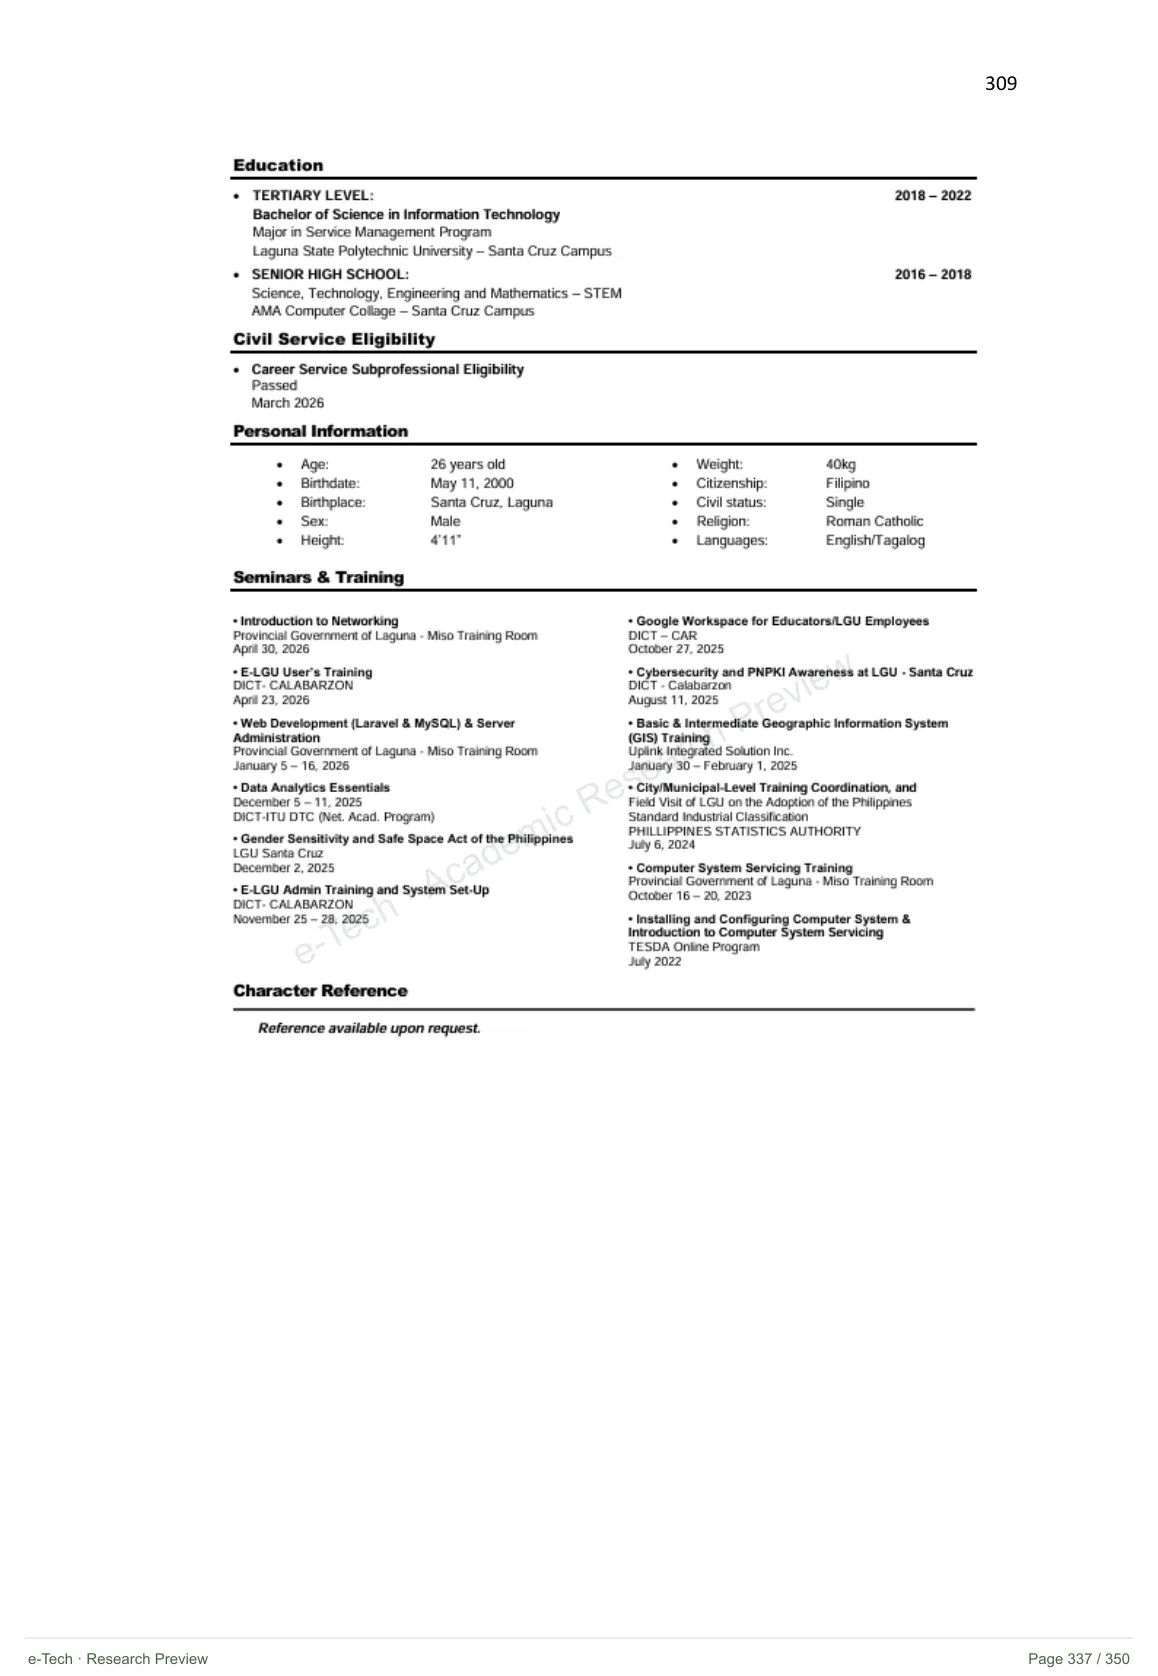 309
Education
• TERTIARY LEVEL: 2018 – 2022
Bachelor of Science in Information Technology
Major in Service Management Program
Laguna State Polytechnic University – Santa Cruz Campus
• SENIOR HIGH SCHOOL: 2016 – 2018
Science, Technology, Engineering and Mathematics – STEM
AMA Computer Collage – Santa Cruz Campus
Civil Service Eligibility
• Career Service Subprofessional Eligibility
Passed
March 2026
Personal Information
• Age: 26 years old
• Birthdate: May 11, 2000
• Birthplace: Santa Cruz, Laguna
• Sex: Male
• Height: 4'11"
• Weight: 40kg
• Citizenship: Filipino
• Civil status: Single
• Religion: Roman Catholic
• Languages: English/Tagalog
Seminars & Training
• Introduction to Networking
Provincial Government of Laguna - Miso Training Room
April 30, 2026
• E-LGU User's Training
DICT- CALABARZON
April 23, 2026
• Web Development (Laravel & MySQL) & Server
Administration
Provincial Government of Laguna - Miso Training Room
January 5 – 16, 2026
• Data Analytics Essentials
December 5 – 11, 2025
DICT-ITU DTC (Net. Acad. Program)
• Gender Sensitivity and Safe Space Act of the Philippines
LGU Santa Cruz
December 2, 2025
• E-LGU Admin Training and System Set-Up
DICT- CALABARZON
November 25 – 28, 2025
• Google Workspace for Educators/LGU Employees
DICT – CAR
October 27, 2025
• Cybersecurity and PNPKI Awareness at LGU - Santa Cruz
DICT - Calabarzon
August 11, 2025
• Basic & Intermediate Geographic Information System
(GIS) Training
Uplink Integrated Solution Inc.
January 30 – February 1, 2025
• City/Municipal-Level Training Coordination, and
Field Visit of LGU on the Adoption of the Philippines
Standard Industrial Classification
PHILLIPPINES STATISTICS AUTHORITY
July 6, 2024
• Computer System Servicing Training
Provincial Government of Laguna - Miso Training Room
October 16 – 20, 2023
• Installing and Configuring Computer System &
Introduction to Computer System Servicing
TESDA Online Program
July 2022
e-Tech · Academic Research Preview
Character Reference
Reference available upon request.
e-Tech · Research Preview Page 337 / 350